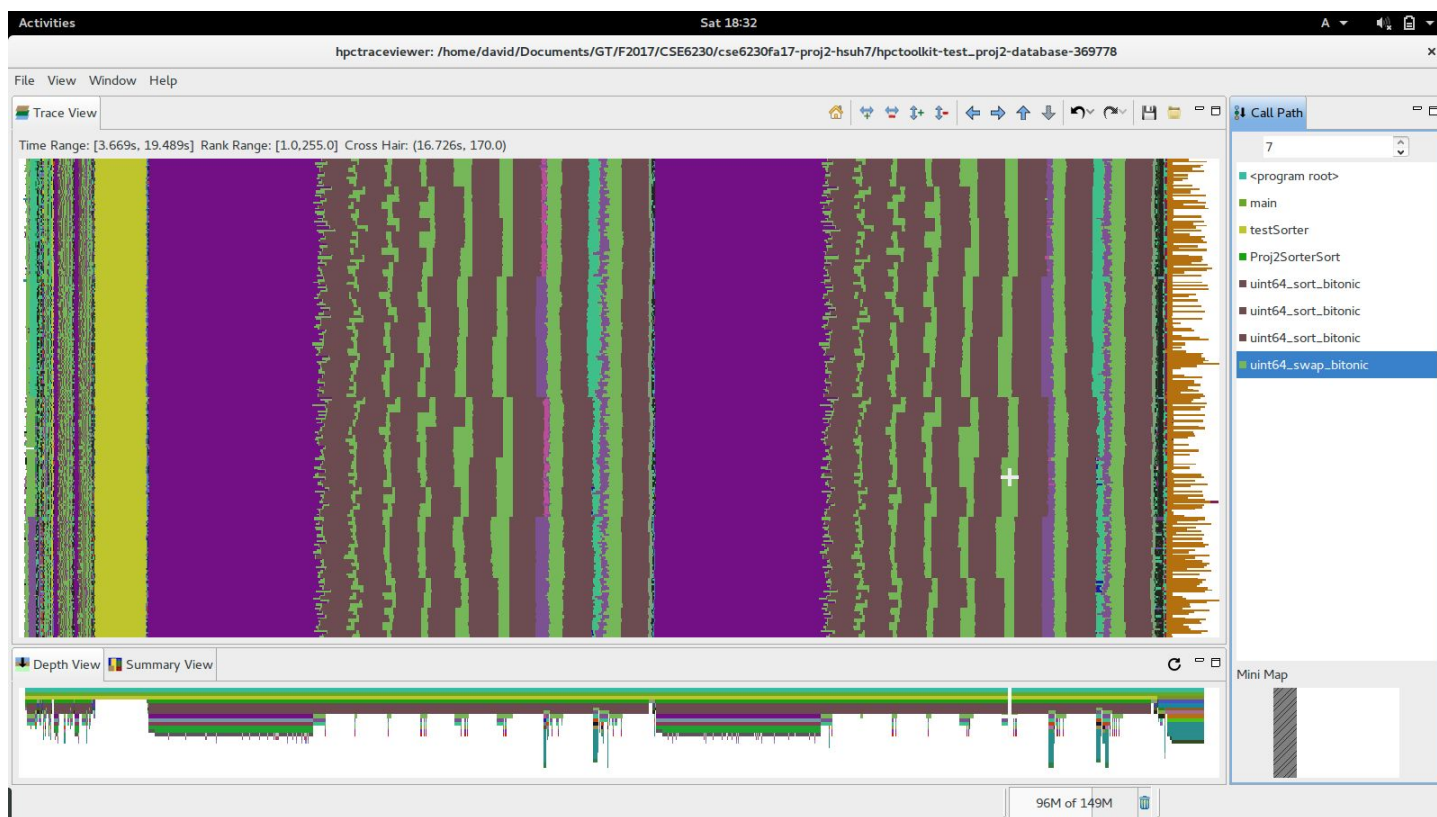 Activities
Sat 18:32
A
hpctraceviewer: /home/david/Documents/GT/F2017/CSE6230/cse6230fa17-proj2-hsuh7/hpctoolkit-test_proj2-database-369778
File View Window Help
Trace View
Call Path
Time Range: [3.669s, 19.489s] Rank Range: [1.0,255.0] Cross Hair: (16.726s, 170.0)
7
<program root>
main
testSorter
Proj2SorterSort
uint64_sort_bitonic
uint64_sort_bitonic
uint64_sort_bitonic
uint64_swap_bitonic
Depth View Summary View
Mini Map
96M of 149M